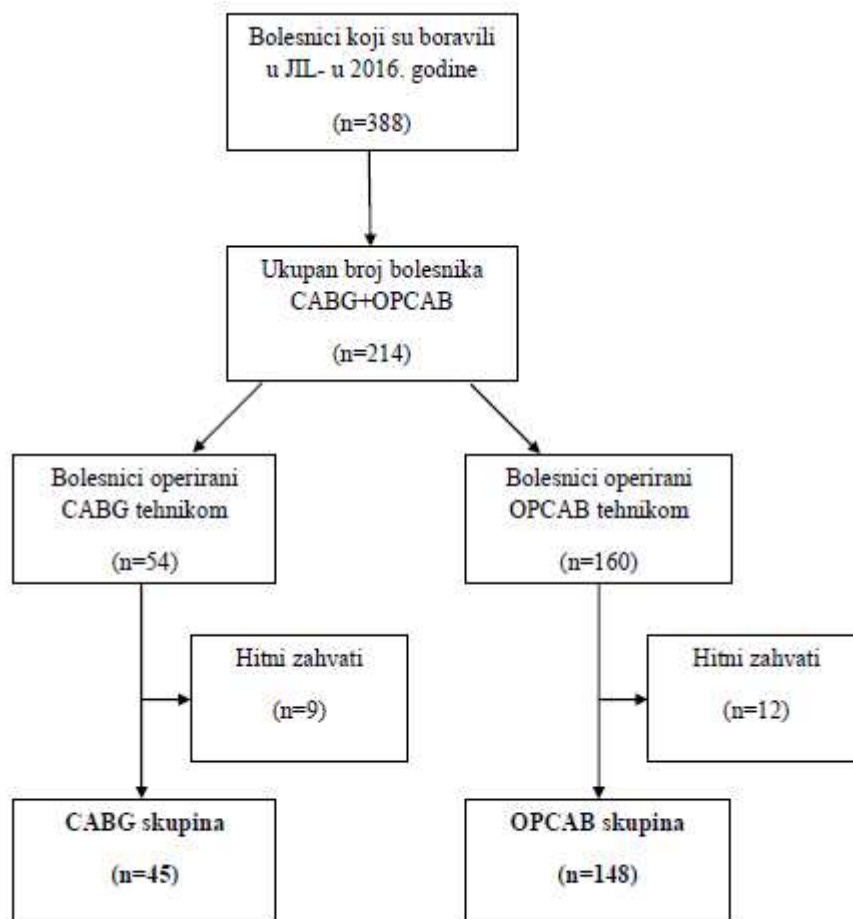 Bolesnici koji su boravili
u JIL- u 2016. godine
(n=388)
Ukupan broj bolesnika
CABG+OPCAB
(n=214)
Bolesnici operirani
CABG tehnikom
(n=54)
Bolesnici operirani
OPCAB tehnikom
(n=160)
Hitni zahvati
(n=9)
Hitni zahvati
(n=12)
CABG skupina
(n=45)
OPCAB skupina
(n=148)